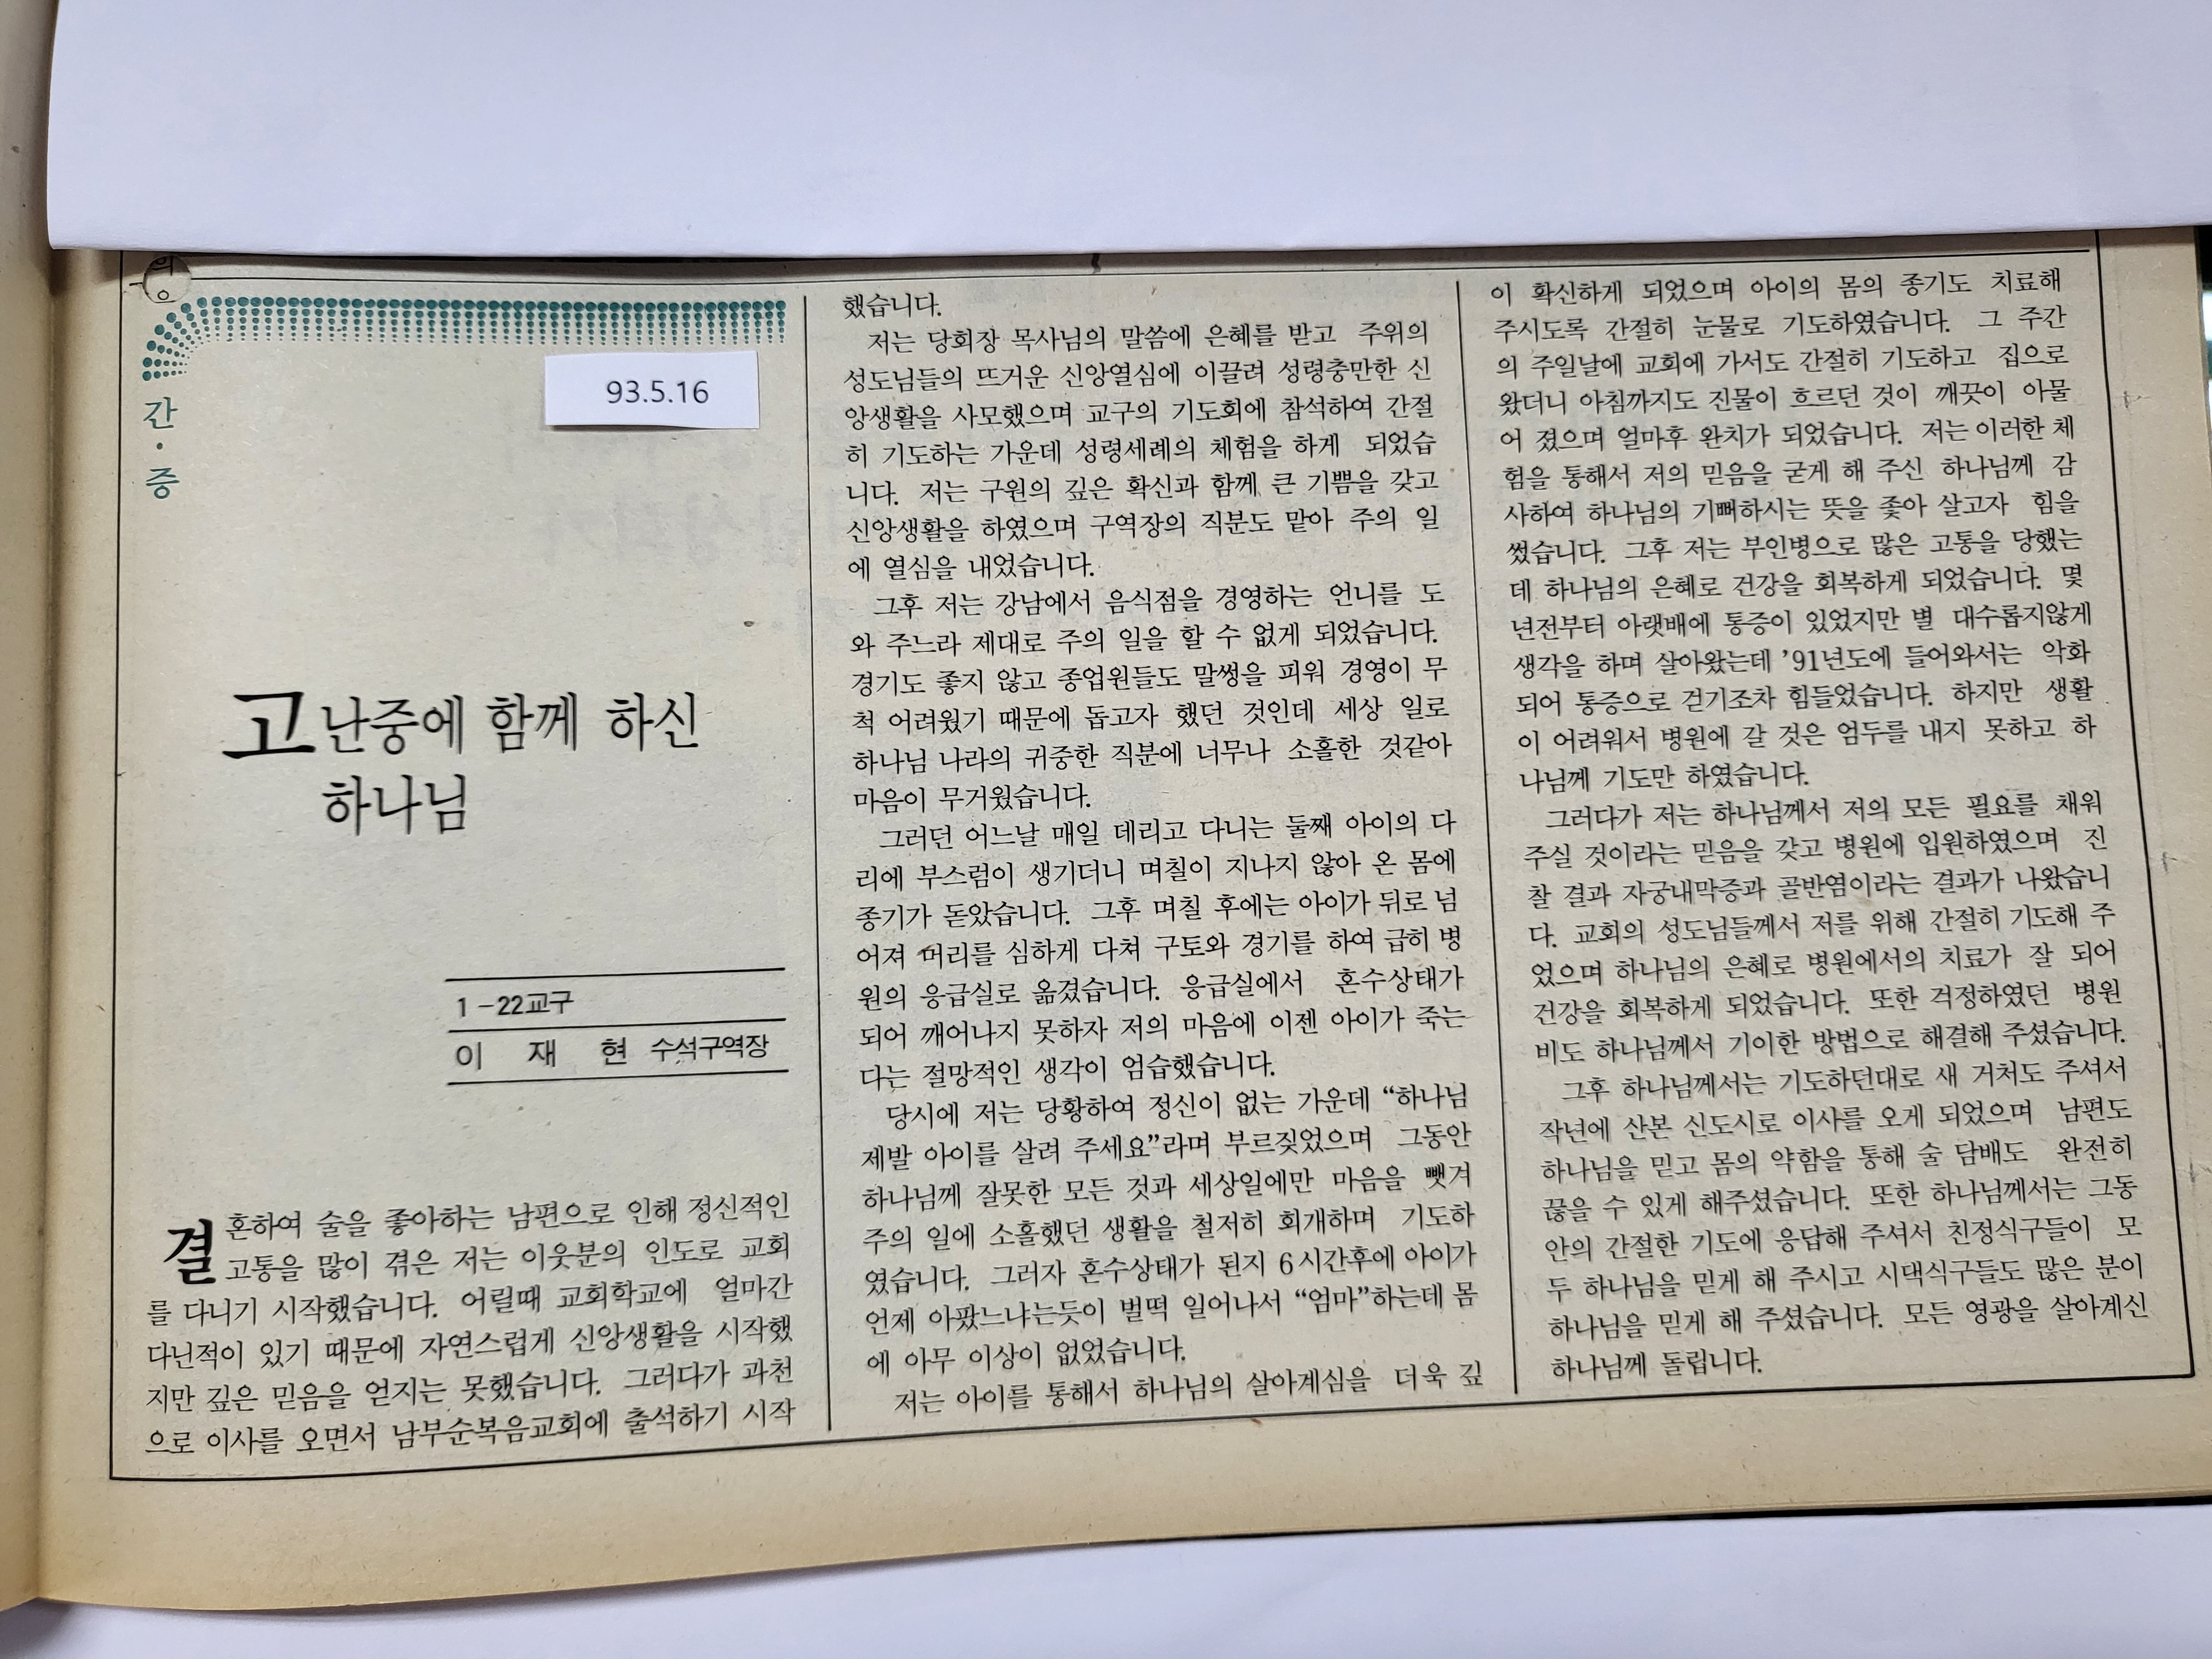 간·증
93.5.16
고난중에 함께 하신
하나님
1-22교구
이 재 현 수석구역장
결혼하여 술을 좋아하는 남편으로 인해 정신적인
고통을 많이 겪은 저는 이웃분의 인도로 교회
를 다니기 시작했습니다. 어릴때 교회학교에 얼마간
다닌적이 있기 때문에 자연스럽게 신앙생활을 시작했
지만 깊은 믿음을 얻지는 못했습니다. 그러다가 과천
으로 이사를 오면서 남부순복음교회에 출석하기 시작
했습니다.
저는 당회장 목사님의 말씀에 은혜를 받고 주위의
성도님들의 뜨거운 신앙열심에 이끌려 성령충만한 신
앙생활을 사모했으며 교구의 기도회에 참석하여 간절
히 기도하는 가운데 성령세례의 체험을 하게 되었습
니다. 저는 구원의 깊은 확신과 함께 큰 기쁨을 갖고
신앙생활을 하였으며 구역장의 직분도 맡아 주의 일
에 열심을 내었습니다.
그후 저는 강남에서 음식점을 경영하는 언니를 도
와 주느라 제대로 주의 일을 할 수 없게 되었습니다.
경기도 좋지 않고 종업원들도 말썽을 피워 경영이 무
척 어려웠기 때문에 돕고자 했던 것인데 세상 일로
하나님 나라의 귀중한 직분에 너무나 소홀한 것같아
마음이 무거웠습니다.
그러던 어느날 매일 데리고 다니는 둘째 아이의 다
리에 부스럼이 생기더니 며칠이 지나지 않아 온 몸에
종기가 돋았습니다. 그후 며칠 후에는 아이가 뒤로 넘
어져 머리를 심하게 다쳐 구토와 경기를 하여 급히 병
원의 응급실로 옮겼습니다. 응급실에서 혼수상태가
되어 깨어나지 못하자 저의 마음에 이젠 아이가 죽는
다는 절망적인 생각이 엄습했습니다.
당시에 저는 당황하여 정신이 없는 가운데 “하나님
제발 아이를 살려 주세요”라며 부르짖었으며 그동안
하나님께 잘못한 모든 것과 세상일에만 마음을 뺏겨
주의 일에 소홀했던 생활을 철저히 회개하며 기도하
였습니다. 그러자 혼수상태가 된지 6시간후에 아이가
언제 아팠느냐는듯이 벌떡 일어나서 “엄마”하는데 몸
에 아무 이상이 없었습니다.
저는 아이를 통해서 하나님의 살아계심을 더욱 깊
이 확신하게 되었으며 아이의 몸의 종기도 치료해
주시도록 간절히 눈물로 기도하였습니다. 그 주간
의 주일날에 교회에 가서도 간절히 기도하고 집으로
왔더니 아침까지도 진물이 흐르던 것이 깨끗이 아물
어 졌으며 얼마후 완치가 되었습니다. 저는 이러한 체
험을 통해서 저의 믿음을 굳게 해 주신 하나님께 감
사하여 하나님의 기뻐하시는 뜻을 좇아 살고자 힘을
썼습니다. 그후 저는 부인병으로 많은 고통을 당했는
데 하나님의 은혜로 건강을 회복하게 되었습니다. 몇
년전부터 아랫배에 통증이 있었지만 별 대수롭지않게
생각을 하며 살아왔는데 ’91년도에 들어와서는 악화
되어 통증으로 걷기조차 힘들었습니다. 하지만 생활
이 어려워서 병원에 갈 것은 엄두를 내지 못하고 하
나님께 기도만 하였습니다.
그러다가 저는 하나님께서 저의 모든 필요를 채워
주실 것이라는 믿음을 갖고 병원에 입원하였으며 진
찰 결과 자궁내막증과 골반염이라는 결과가 나왔습니
다. 교회의 성도님들께서 저를 위해 간절히 기도해 주
었으며 하나님의 은혜로 병원에서의 치료가 잘 되어
건강을 회복하게 되었습니다. 또한 걱정하였던 병원
비도 하나님께서 기이한 방법으로 해결해 주셨습니다.
그후 하나님께서는 기도하던대로 새 거처도 주셔서
작년에 산본 신도시로 이사를 오게 되었으며 남편도
하나님을 믿고 몸의 약함을 통해 술 담배도 완전히
끊을 수 있게 해주셨습니다. 또한 하나님께서는 그동
안의 간절한 기도에 응답해 주셔서 친정식구들이 모
두 하나님을 믿게 해 주시고 시댁식구들도 많은 분이
하나님을 믿게 해 주셨습니다. 모든 영광을 살아계신
하나님께 돌립니다.